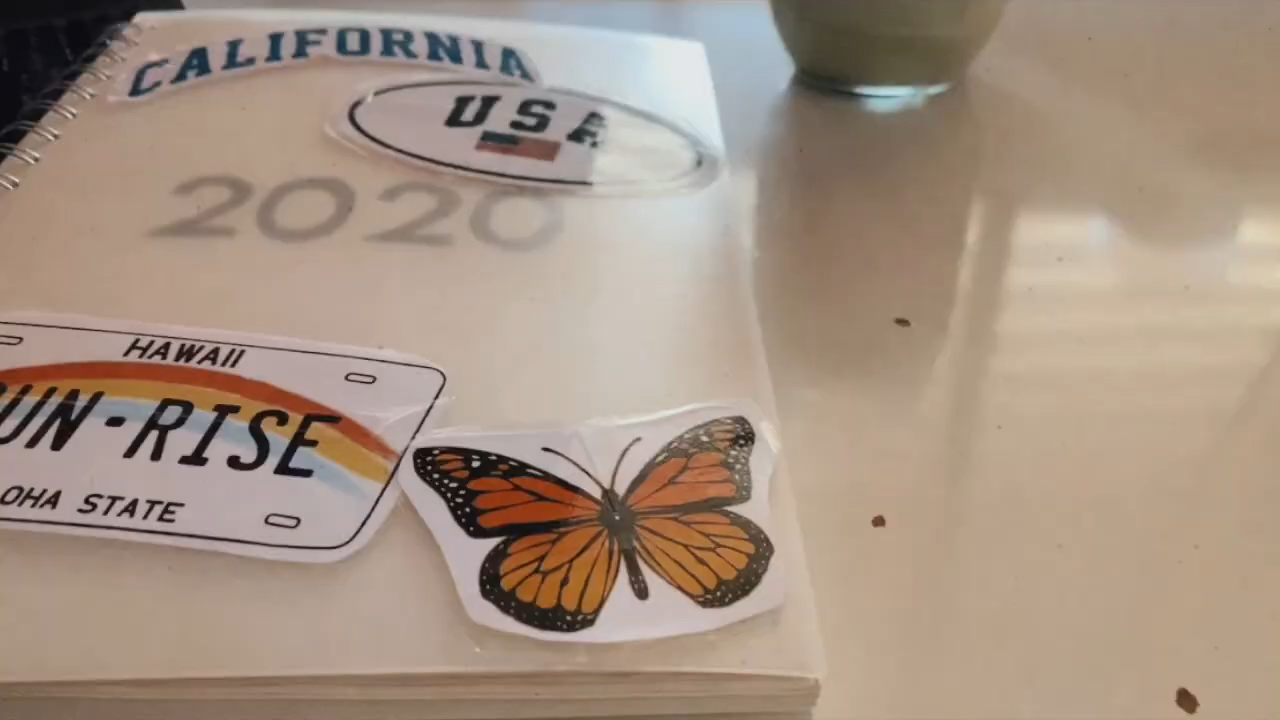 CALIFORNIA
USA
2020
HAWAII
UN-RISE
OHA STATE